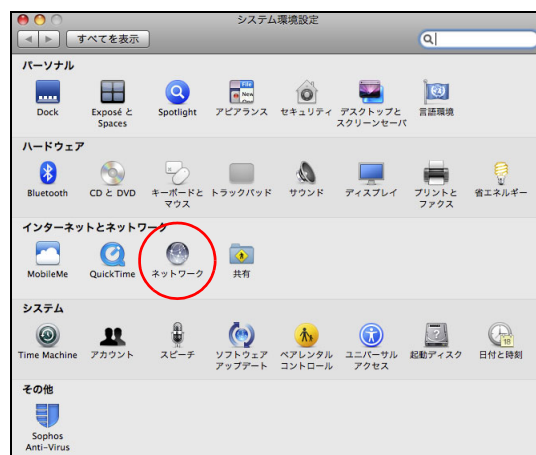 システム環境設定
すべてを表示
パーソナル
Dock
Exposé と
Spaces
Spotlight
File
New
アピアランス
セキュリティ
デスクトップと
スクリーンセーバ
言語環境
ハードウェア
Bluetooth
CD と DVD
キーボードと
マウス
トラックパッド
サウンド
ディスプレイ
プリントと
ファクス
省エネルギー
インターネットとネットワーク
MobileMe
QuickTime
ネットワーク
共有
システム
Time Machine
アカウント
スピーチ
ソフトウェア
アップデート
ペアレンタル
コントロール
ユニバーサル
アクセス
起動ディスク
日付と時刻
18
その他
Sophos
Anti-Virus